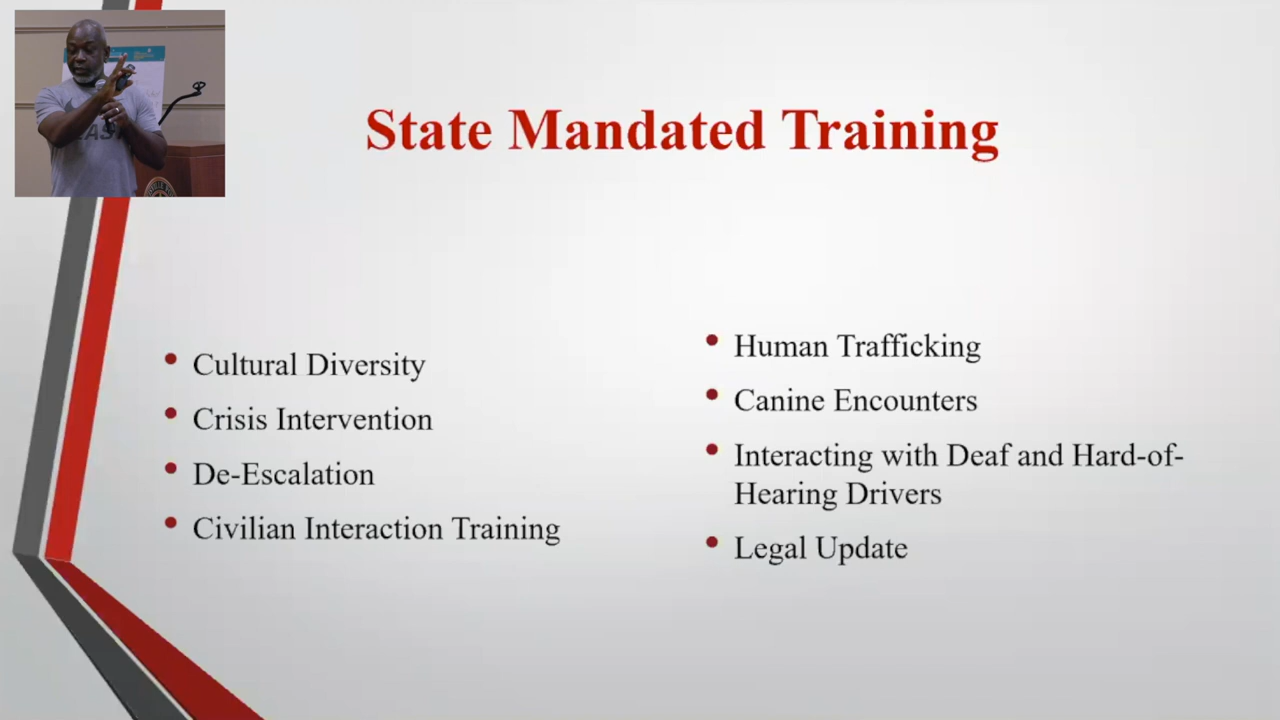 State Mandated Training
Cultural Diversity
Crisis Intervention
De-Escalation
Civilian Interaction Training
Human Trafficking
Canine Encounters
Interacting with Deaf and Hard-of-
Hearing Drivers
Legal Update